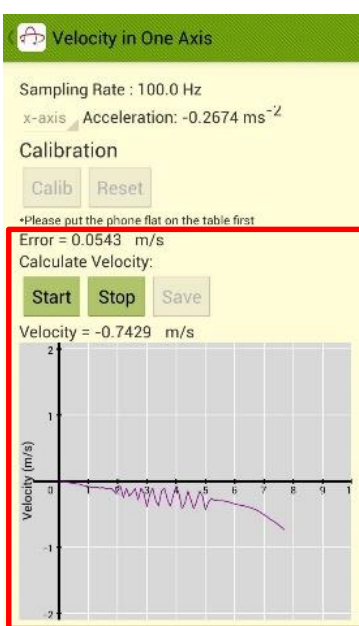 Velocity in One Axis
Sampling Rate : 100.0 Hz
x-axis Acceleration: -0.2674 ms⁻²
Calibration
Calib Reset
*Please put the phone flat on the table first
Error = 0.0543 m/s
Calculate Velocity:
Start Stop Save
Velocity = -0.7429 m/s
2
1
Velocity (m/s)
0 1 2 3 4 5 6 7 8 9 1
-1
-2